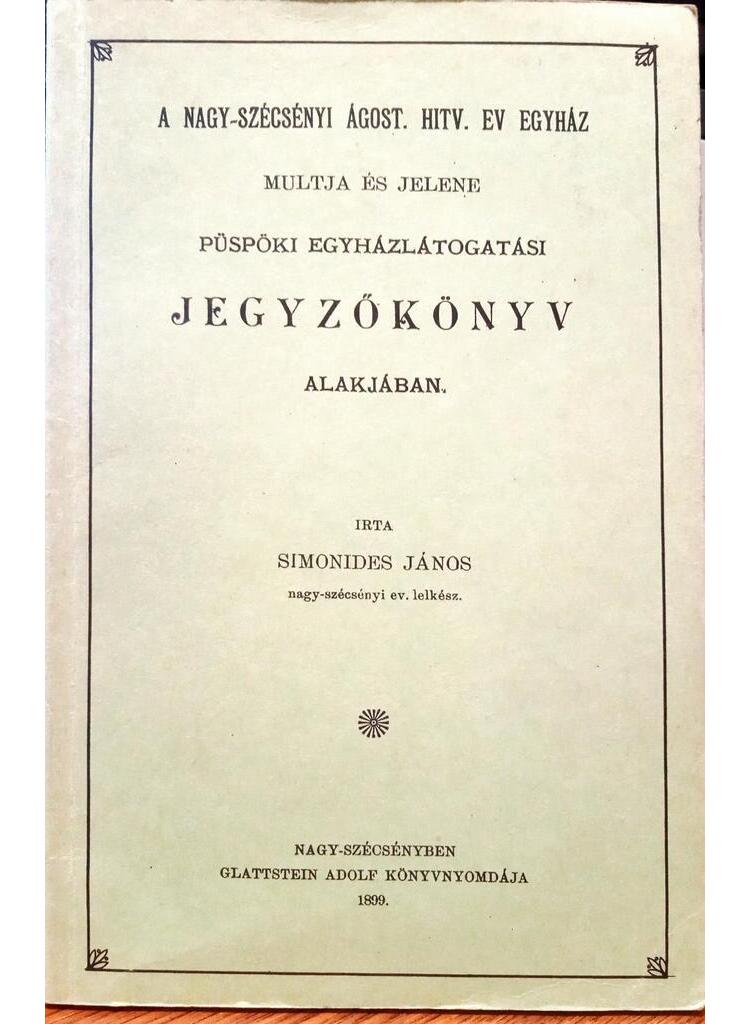 A NAGY-SZÉCSÉNYI ÁGOST. HITV. EV EGYHÁZ
MULTJA ÉS JELENE
PÜSPÖKI EGYHÁZLÁTOGATÁSI
JEGYZŐKÖNYV
ALAKJÁBAN.
IRTA
SIMONIDES JÁNOS
nagy-szécsényi ev. lelkész.
NAGY-SZÉCSÉNYBEN
GLATTSTEIN ADOLF KÖNYVNYOMDÁJA
1899.